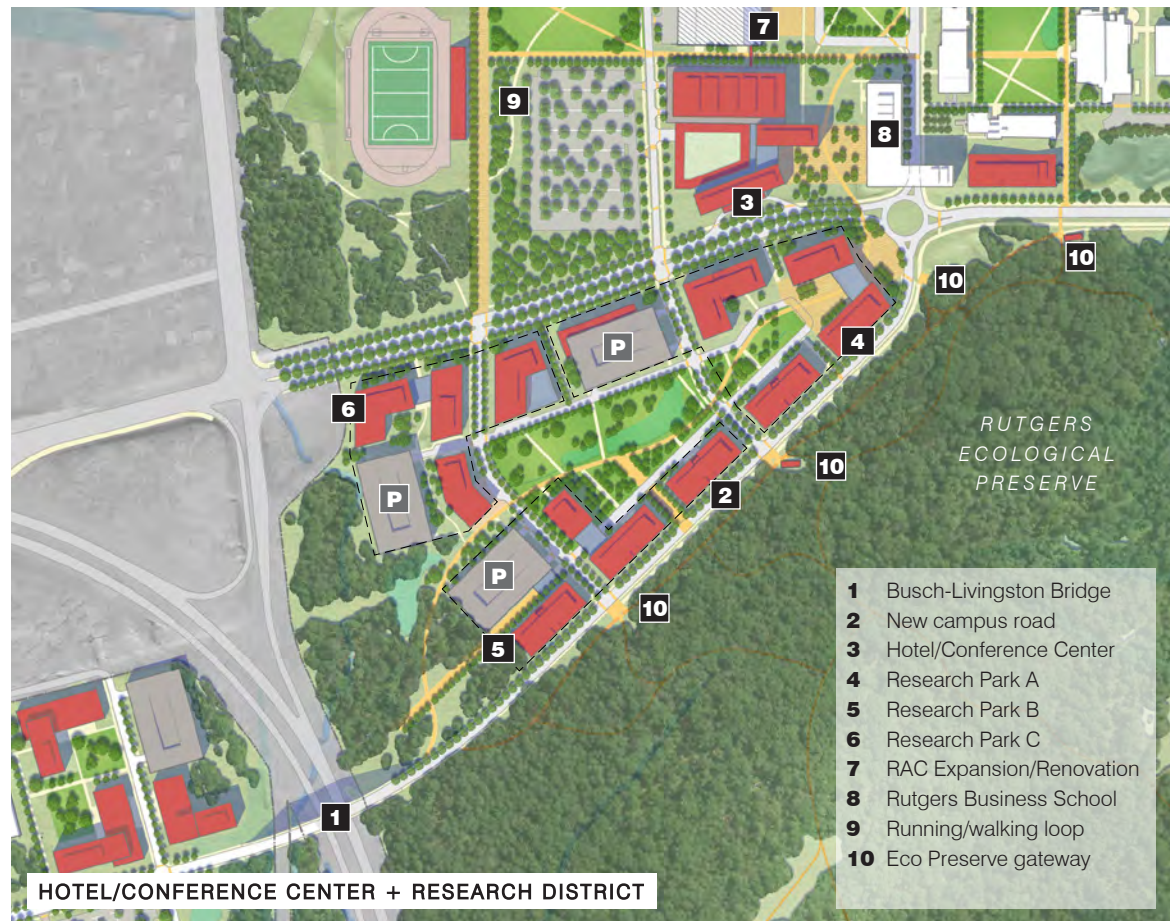 7
9
8
3
10
10
4
P
6
RUTGERS
ECOLOGICAL
PRESERVE
10
2
P
P
10
5
1 Busch-Livingston Bridge
2 New campus road
3 Hotel/Conference Center
4 Research Park A
5 Research Park B
6 Research Park C
7 RAC Expansion/Renovation
8 Rutgers Business School
9 Running/walking loop
10 Eco Preserve gateway
1
HOTEL/CONFERENCE CENTER + RESEARCH DISTRICT